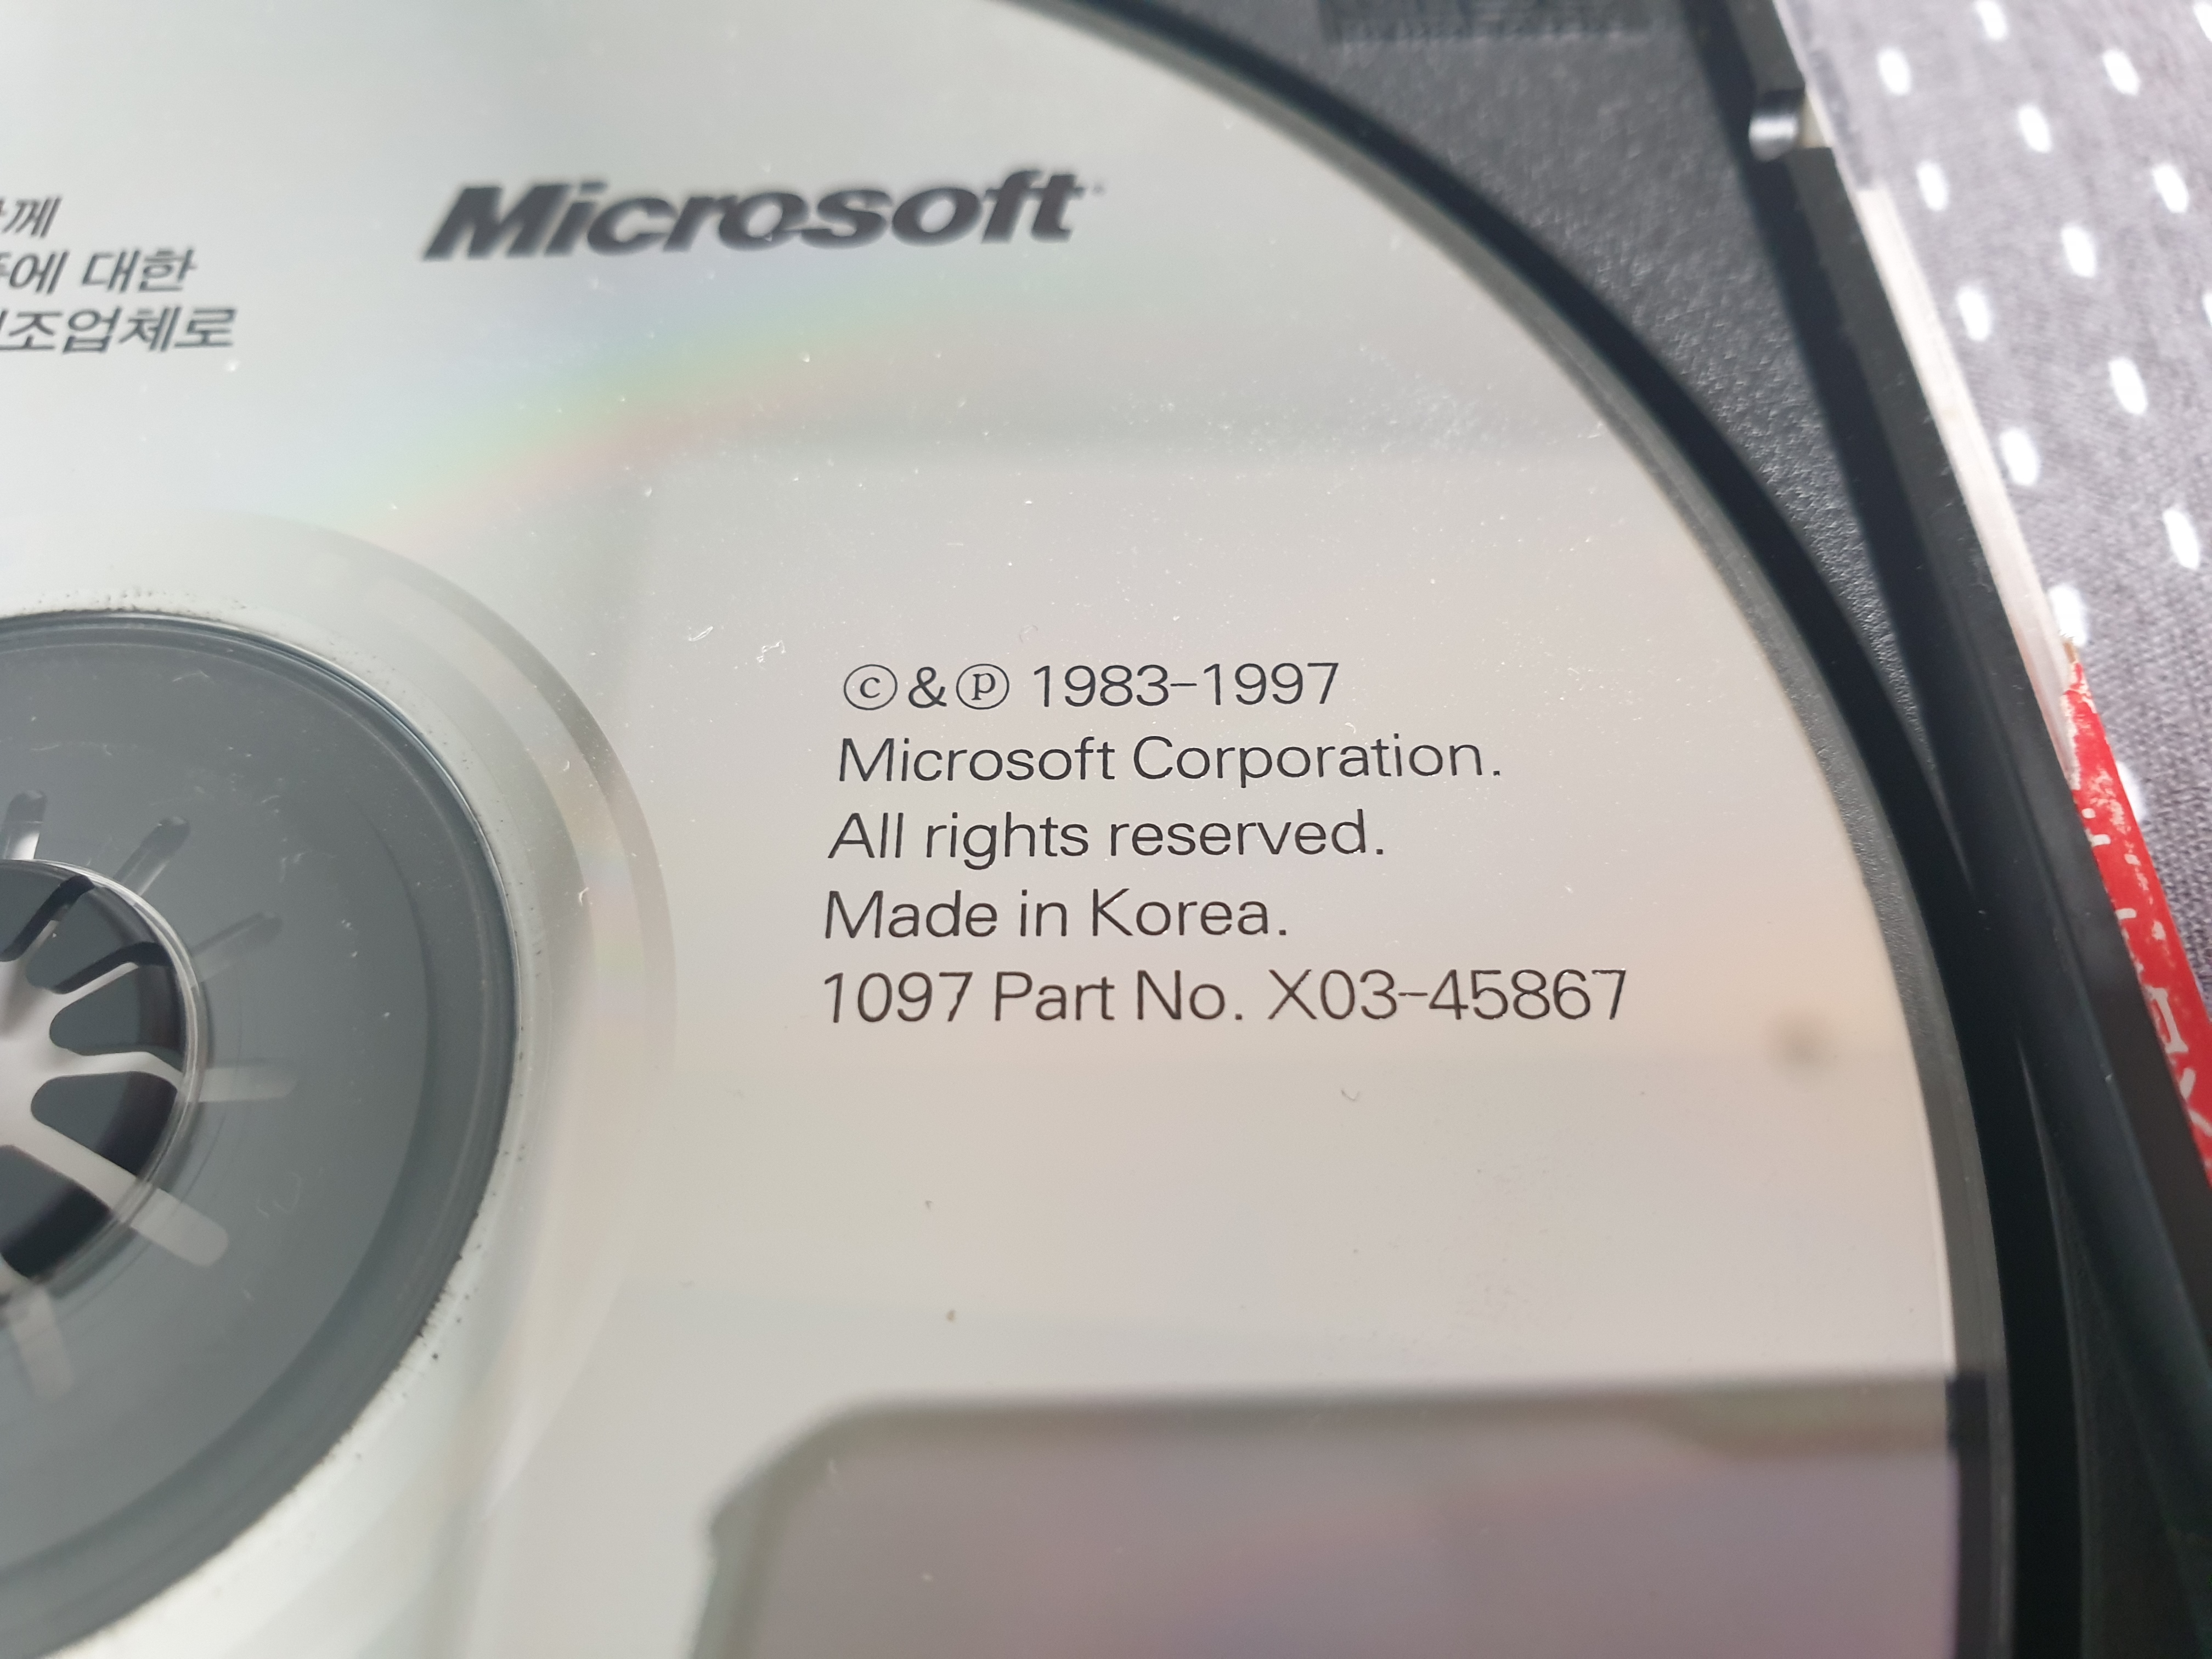 Microsoft
에 대한
조업체로
©&℗ 1983-1997
Microsoft Corporation.
All rights reserved.
Made in Korea.
1097 Part No. X03-45867